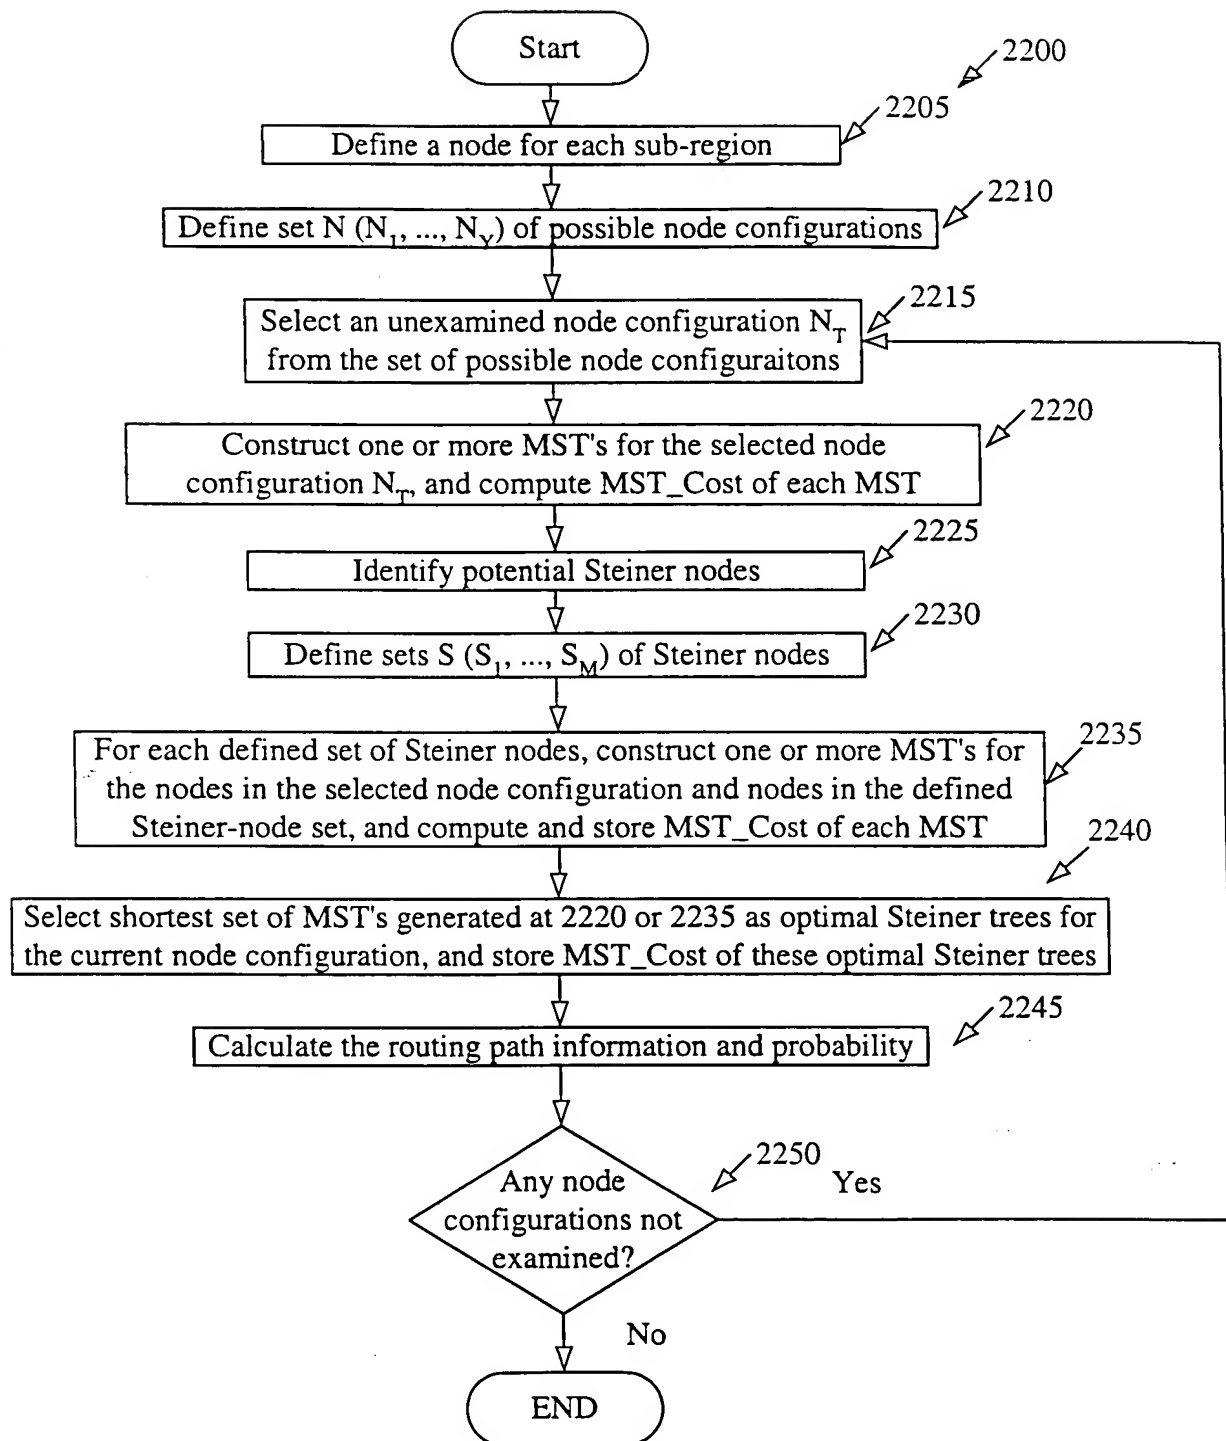 Start
2200
2205
Define a node for each sub-region
2210
Define set N (N1, ..., NY) of possible node configurations
2215
Select an unexamined node configuration NT
from the set of possible node configuraitons
2220
Construct one or more MST's for the selected node
configuration NT, and compute MST_Cost of each MST
2225
Identify potential Steiner nodes
2230
Define sets S (S1, ..., SM) of Steiner nodes
2235
For each defined set of Steiner nodes, construct one or more MST's for
the nodes in the selected node configuration and nodes in the defined
Steiner-node set, and compute and store MST_Cost of each MST
2240
Select shortest set of MST's generated at 2220 or 2235 as optimal Steiner trees for
the current node configuration, and store MST_Cost of these optimal Steiner trees
2245
Calculate the routing path information and probability
2250
Yes
Any node
configurations not
examined?
No
END